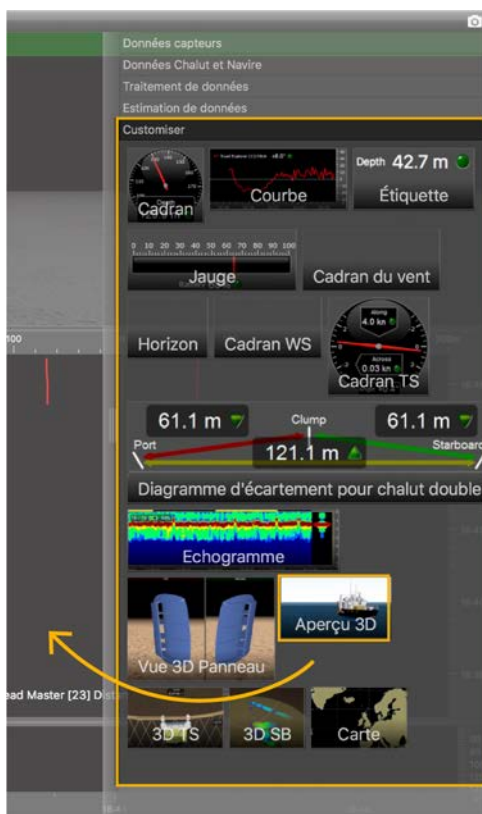 Données capteurs
Données Chalut et Navire
Traitement de données
Estimation de données
Customiser
Cadran
Courbe
Depth 42.7 m
Étiquette
0 10 20 30 40 50 60 70 80 90 100
Jauge
Cadran du vent
Horizon
Cadran WS
Along
4.0 kn
Across
0.03 kn
Cadran TS
100
61.1 m
Clump
61.1 m
Port
121.1 m
Starboard
Diagramme d'écartement pour chalut double
Echogramme
Vue 3D Panneau
Aperçu 3D
ead Master [23] Distan
3D TS
3D SB
Carte